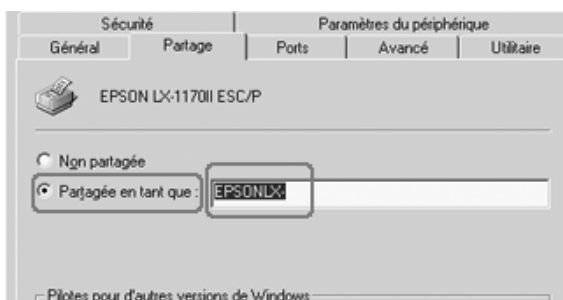 Sécurité Paramètres du périphérique
Général Partage Ports Avancé Utilitaire
EPSON LX-1170II ESC/P
Non partagée
Partagée en tant que : EPSONLX-
Pilotes pour d'autres versions de Windows